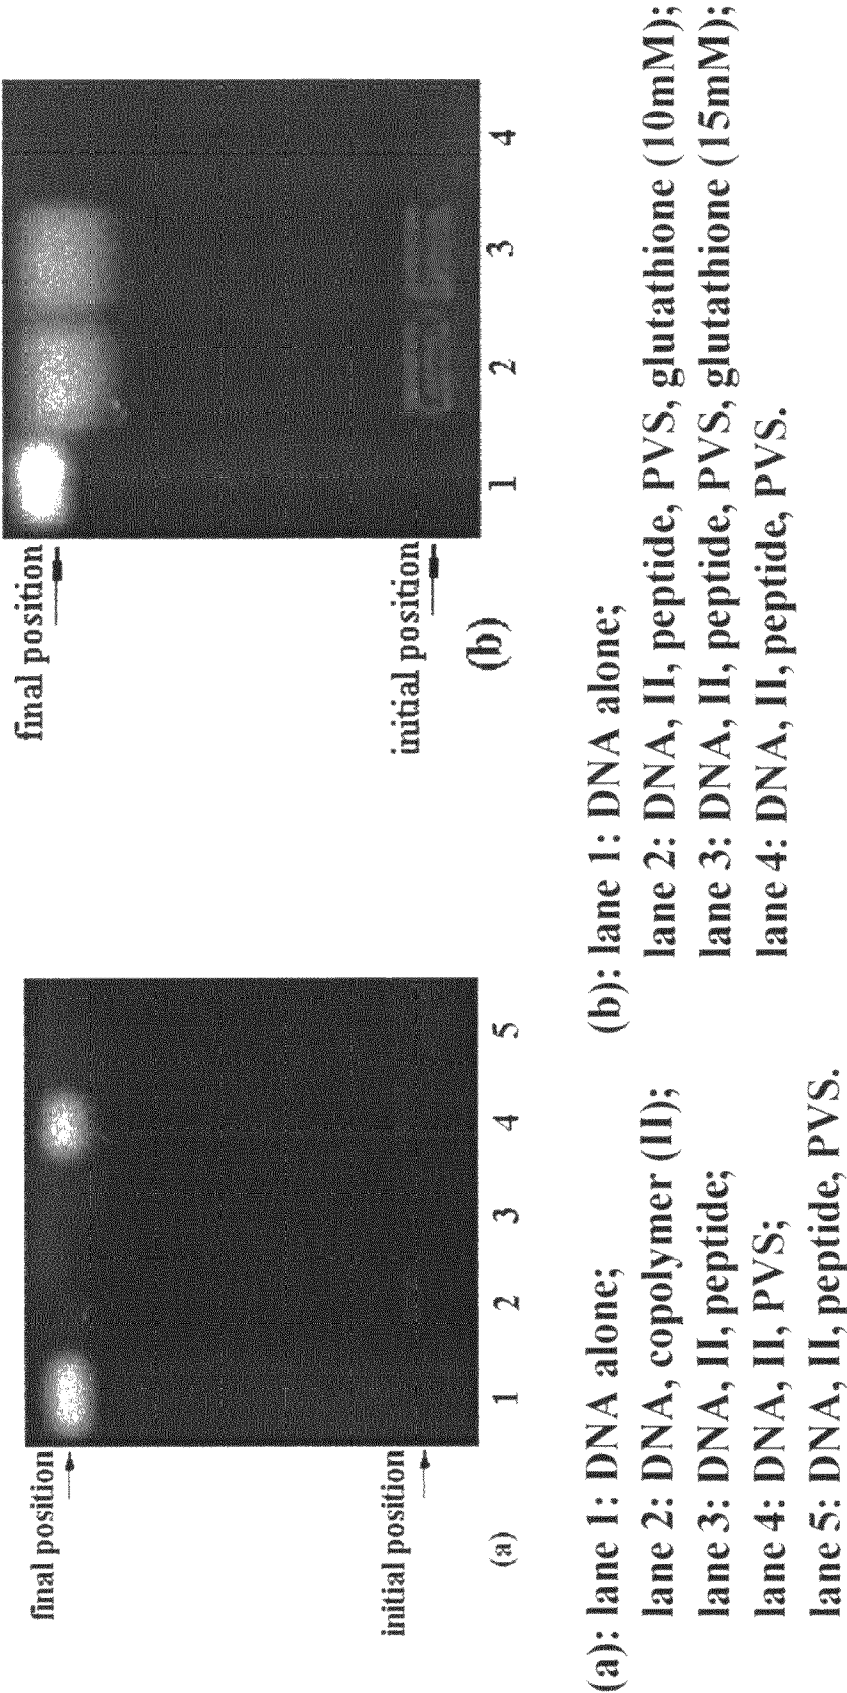 final position
initial position
(a)
1 2 3 4 5
final position
initial position
(b)
1 2 3 4
(a): lane 1: DNA alone;
lane 2: DNA, copolymer (II);
lane 3: DNA, II, peptide;
lane 4: DNA, II, PVS;
lane 5: DNA, II, peptide, PVS.
(b): lane 1: DNA alone;
lane 2: DNA, II, peptide, PVS, glutathione (10mM);
lane 3: DNA, II, peptide, PVS, glutathione (15mM);
lane 4: DNA, II, peptide, PVS.